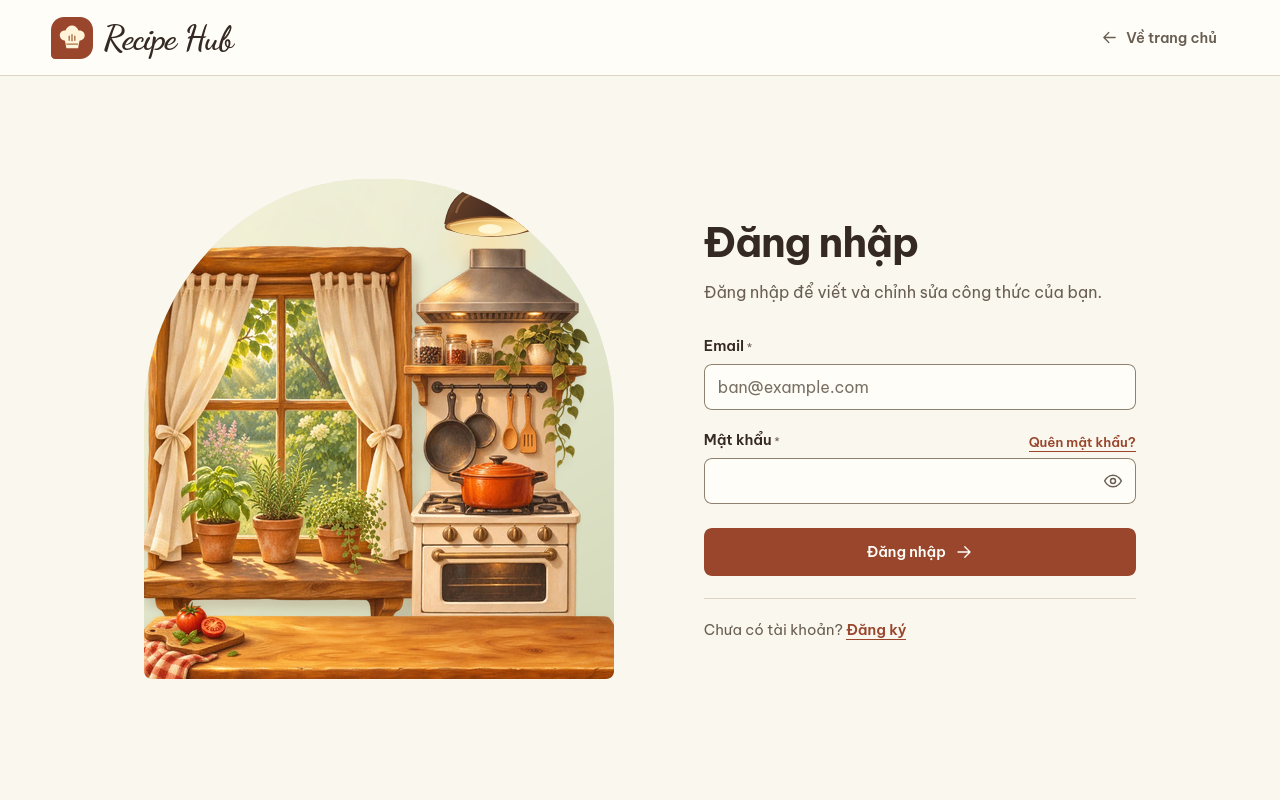 Recipe Hub
← Về trang chủ
Đăng nhập
Đăng nhập để viết và chỉnh sửa công thức của bạn.
Email *
ban@example.com
Mật khẩu *
Quên mật khẩu?
Đăng nhập →
Chưa có tài khoản? Đăng ký